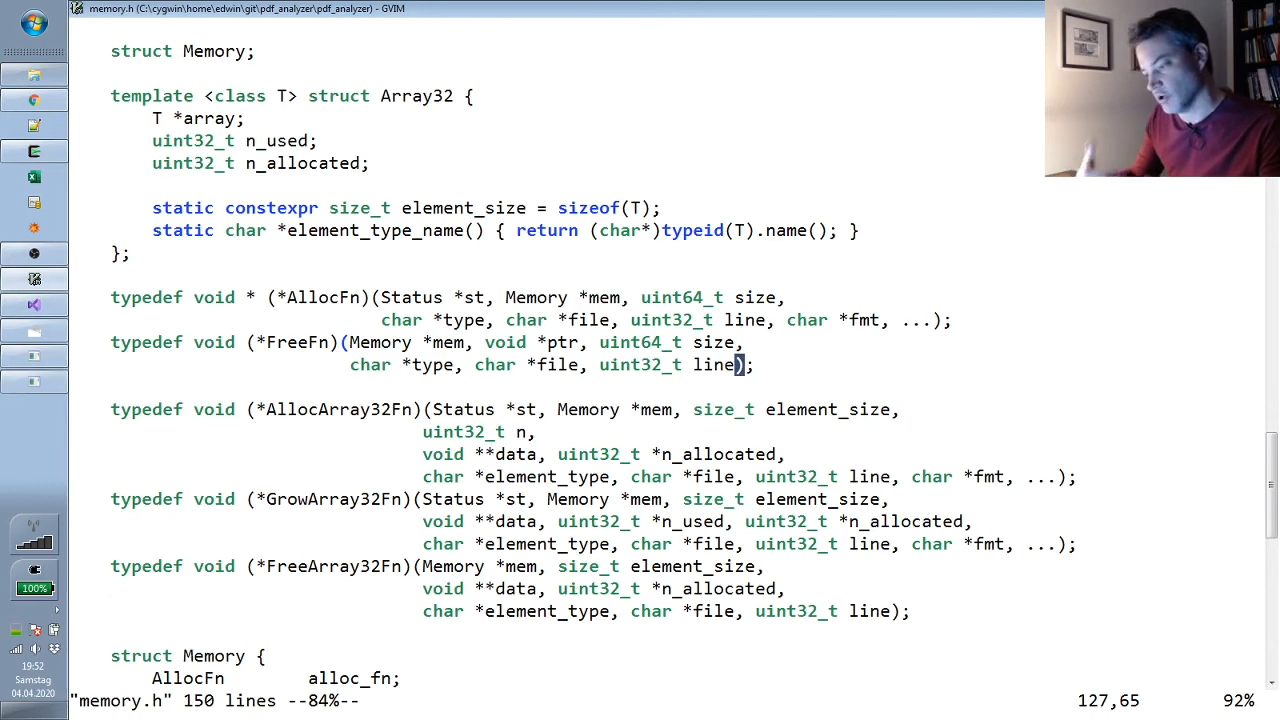 memory.h (C:\cygwin\home\edwin\git\pdf_analyzer\pdf_analyzer) - GVIM
struct Memory;
template <class T> struct Array32 {
T *array;
uint32_t n_used;
uint32_t n_allocated;
static constexpr size_t element_size = sizeof(T);
static char *element_type_name() { return (char*)typeid(T).name(); }
};
typedef void * (*AllocFn)(Status *st, Memory *mem, uint64_t size,
char *type, char *file, uint32_t line, char *fmt, ...);
typedef void (*FreeFn)(Memory *mem, void *ptr, uint64_t size,
char *type, char *file, uint32_t line);
typedef void (*AllocArray32Fn)(Status *st, Memory *mem, size_t element_size,
uint32_t n,
void **data, uint32_t *n_allocated,
char *element_type, char *file, uint32_t line, char *fmt, ...);
typedef void (*GrowArray32Fn)(Status *st, Memory *mem, size_t element_size,
void **data, uint32_t *n_used, uint32_t *n_allocated,
char *element_type, char *file, uint32_t line, char *fmt, ...);
typedef void (*FreeArray32Fn)(Memory *mem, size_t element_size,
void **data, uint32_t *n_allocated,
char *element_type, char *file, uint32_t line);
struct Memory {
AllocFn alloc_fn;
"memory.h" 150 lines --84%-- 127,65 92%
100%
19:52
Samstag
04.04.2020